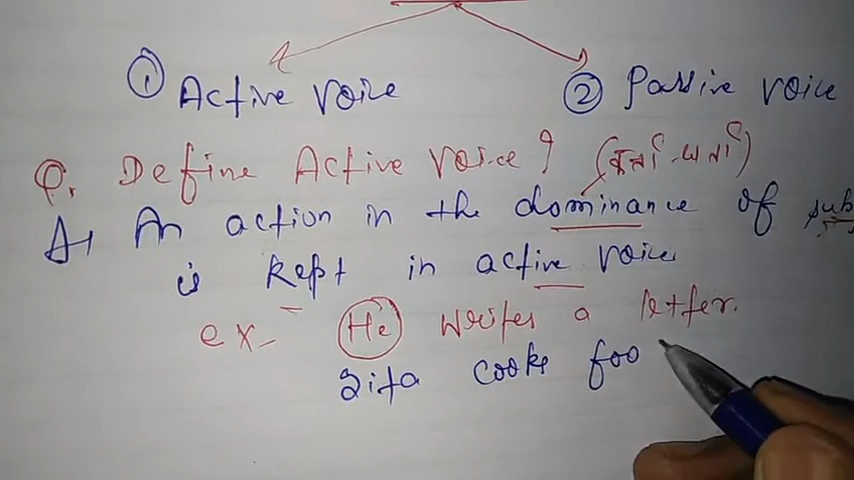 ① Active Voice ② Passive voice
Q. Define Active Voice?
A) An action in the dominance of sub
is kept in active voice
ex- He writes a letter.
Sita cooks foo